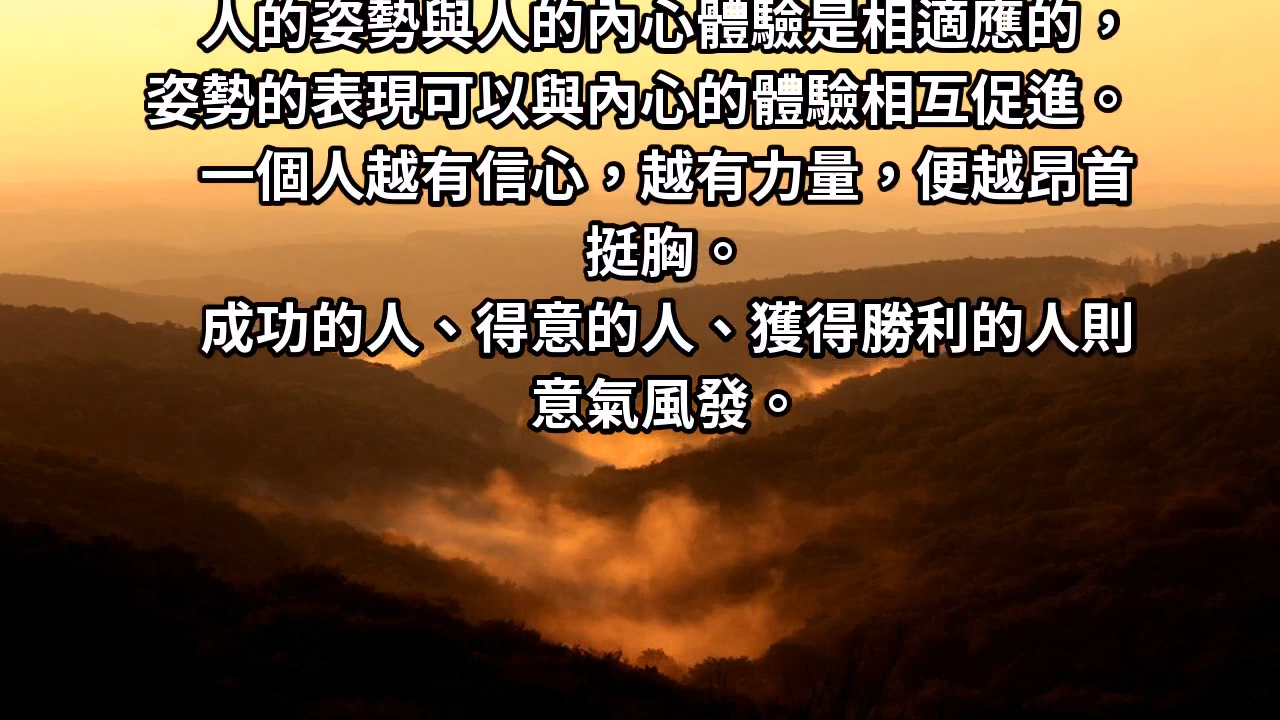 人的姿勢與人的內心體驗是相適應的，
姿勢的表現可以與內心的體驗相互促進。
一個人越有信心，越有力量，便越昂首
挺胸。
成功的人、得意的人、獲得勝利的人則
意氣風發。